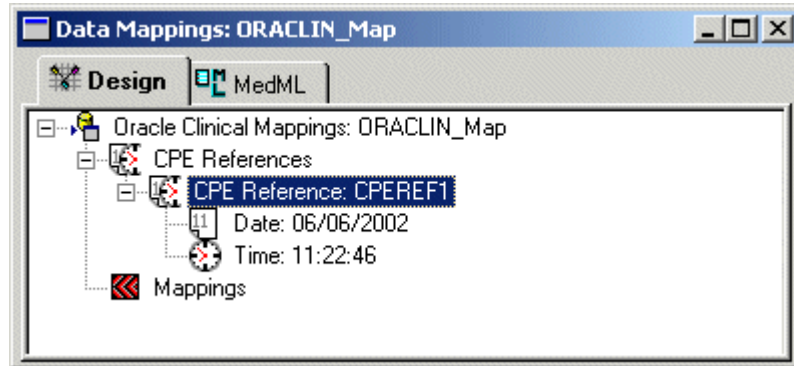 Data Mappings: ORACLIN_Map
Design MedML
Oracle Clinical Mappings: ORACLIN_Map
CPE References
CPE Reference: CPEREF1
11 Date: 06/06/2002
Time: 11:22:46
Mappings